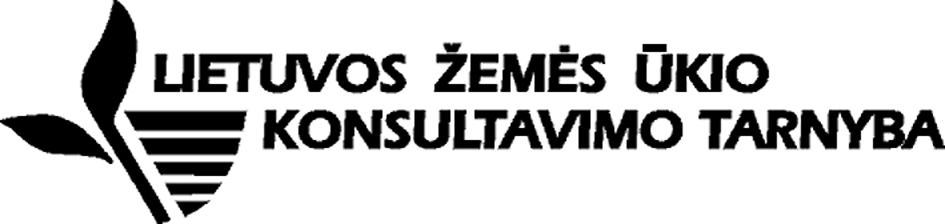 LIETUVOS ŽEMĖS ŪKIO
KONSULTAVIMO TARNYBA